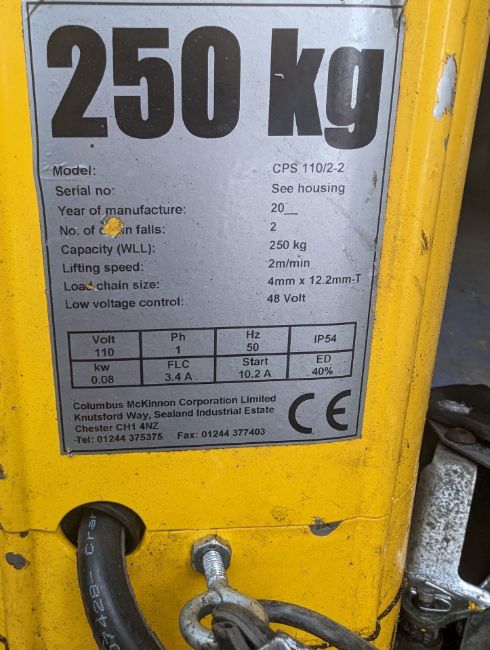 250 kg
Model: CPS 110/2-2
Serial no: See housing
Year of manufacture: 20__
No. of chain falls: 2
Capacity (WLL): 250 kg
Lifting speed: 2m/min
Load chain size: 4mm x 12.2mm-T
Low voltage control: 48 Volt
Volt Ph Hz IP54
110 1 50
kw FLC Start ED
0.08 3.4 A 10.2 A 40%
Columbus McKinnon Corporation Limited
Knutsford Way, Sealand Industrial Estate
Chester CH1 4NZ
Tel: 01244 375375 Fax: 01244 377403
CE